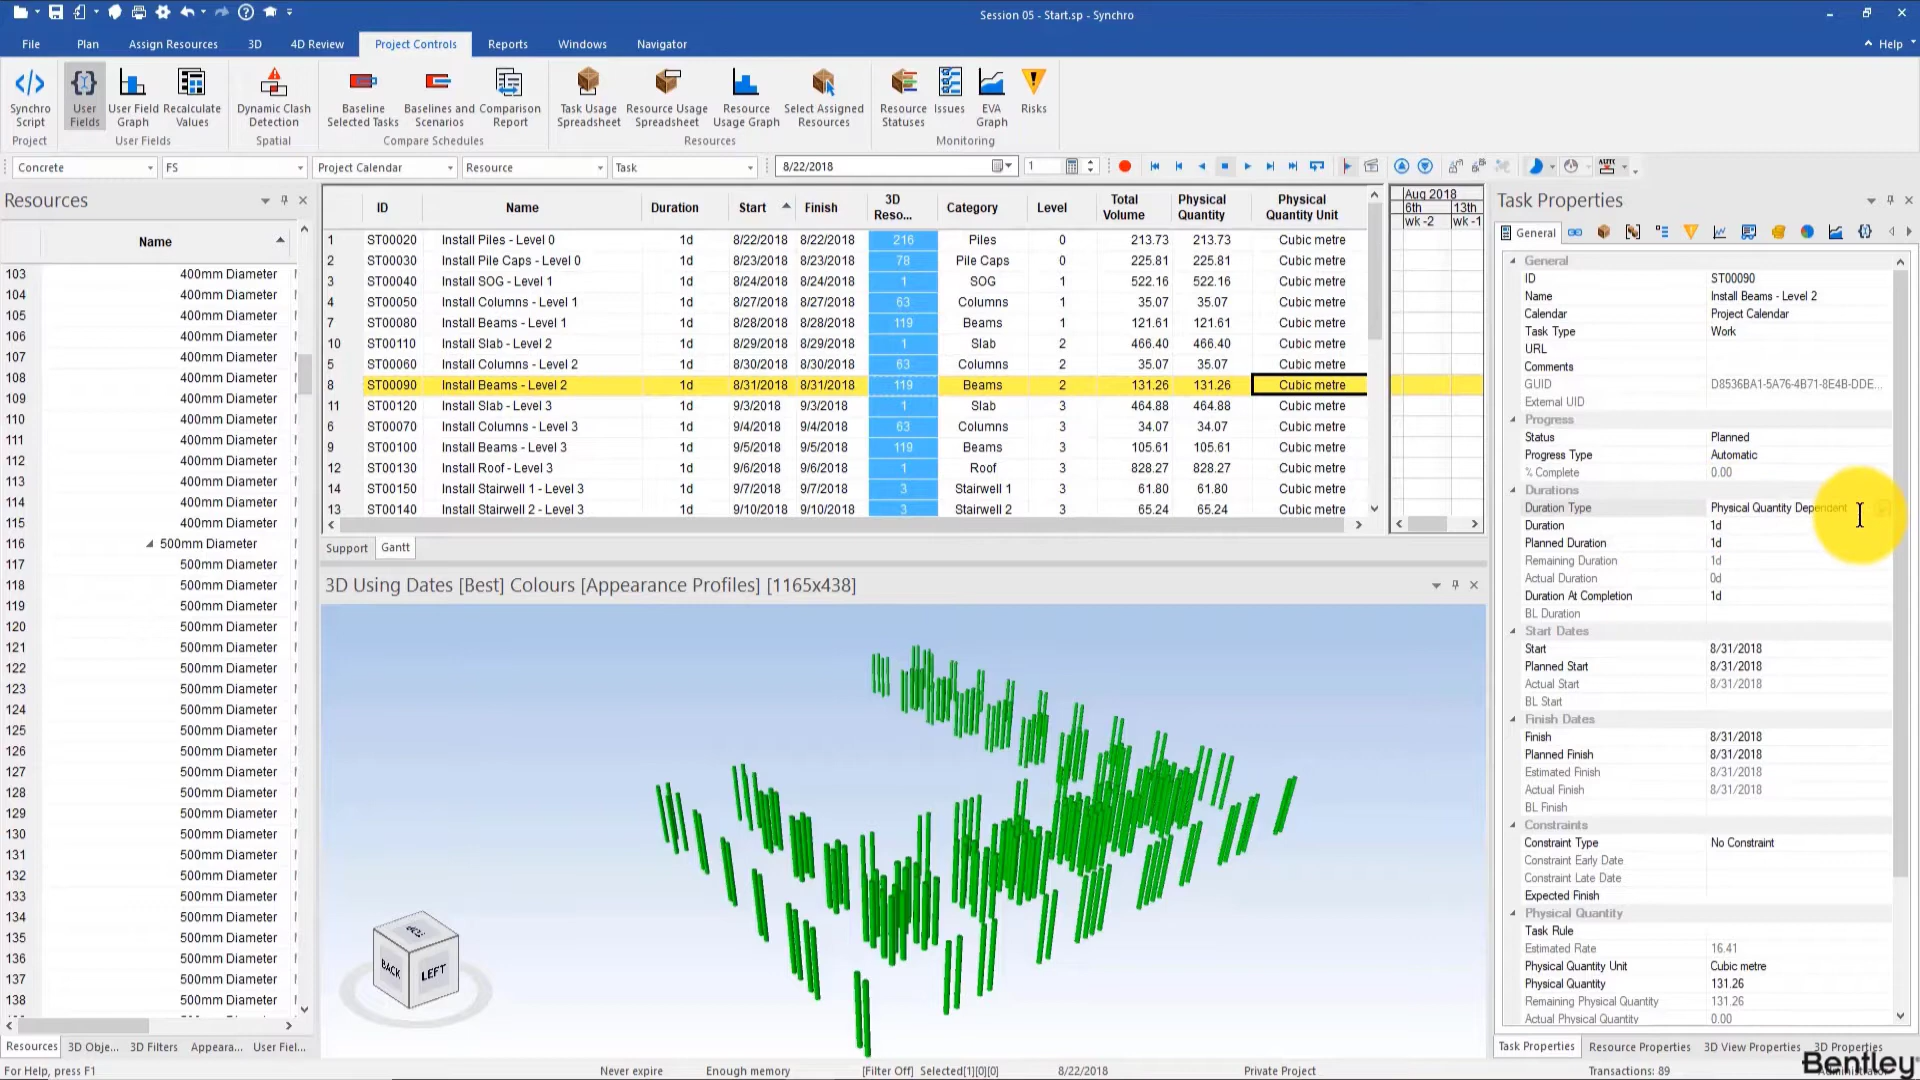 Session 05 - Start.sp - Synchro
File Plan Assign Resources 3D 4D Review Project Controls Reports Windows Navigator Help
Synchro Script
User Fields
User Field Graph
Recalculate Values
Dynamic Clash Detection
Baseline Selected Tasks
Baselines and Scenarios
Comparison Report
Task Usage Spreadsheet
Resource Usage Spreadsheet
Resource Usage Graph
Select Assigned Resources
Resource Statuses
Issues
EVA Graph
Risks
Project User Fields Spatial Compare Schedules Resources Monitoring
Concrete FS Project Calendar Resource Task 8/22/2018 1 AUTO
Resources
Name
103 400mm Diameter
104 400mm Diameter
105 400mm Diameter
106 400mm Diameter
107 400mm Diameter
108 400mm Diameter
109 400mm Diameter
110 400mm Diameter
111 400mm Diameter
112 400mm Diameter
113 400mm Diameter
114 400mm Diameter
115 400mm Diameter
116 500mm Diameter
117 500mm Diameter
118 500mm Diameter
119 500mm Diameter
120 500mm Diameter
121 500mm Diameter
122 500mm Diameter
123 500mm Diameter
124 500mm Diameter
125 500mm Diameter
126 500mm Diameter
127 500mm Diameter
128 500mm Diameter
129 500mm Diameter
130 500mm Diameter
131 500mm Diameter
132 500mm Diameter
133 500mm Diameter
134 500mm Diameter
135 500mm Diameter
136 500mm Diameter
137 500mm Diameter
138 500mm Diameter
Resources 3D Obje... 3D Filters Appeara... User Fiel...
ID Name Duration Start Finish 3D Reso... Category Level Total Volume Physical Quantity Physical Quantity Unit
1 ST00020 Install Piles - Level 0 1d 8/22/2018 8/22/2018 216 Piles 0 213.73 213.73 Cubic metre
2 ST00030 Install Pile Caps - Level 0 1d 8/23/2018 8/23/2018 78 Pile Caps 0 225.81 225.81 Cubic metre
3 ST00040 Install SOG - Level 1 1d 8/24/2018 8/24/2018 1 SOG 1 522.16 522.16 Cubic metre
4 ST00050 Install Columns - Level 1 1d 8/27/2018 8/27/2018 63 Columns 1 35.07 35.07 Cubic metre
7 ST00080 Install Beams - Level 1 1d 8/28/2018 8/28/2018 119 Beams 1 121.61 121.61 Cubic metre
10 ST00110 Install Slab - Level 2 1d 8/29/2018 8/29/2018 1 Slab 2 466.40 466.40 Cubic metre
5 ST00060 Install Columns - Level 2 1d 8/30/2018 8/30/2018 63 Columns 2 35.07 35.07 Cubic metre
8 ST00090 Install Beams - Level 2 1d 8/31/2018 8/31/2018 119 Beams 2 131.26 131.26 Cubic metre
11 ST00120 Install Slab - Level 3 1d 9/3/2018 9/3/2018 1 Slab 3 464.88 464.88 Cubic metre
6 ST00070 Install Columns - Level 3 1d 9/4/2018 9/4/2018 63 Columns 3 34.07 34.07 Cubic metre
9 ST00100 Install Beams - Level 3 1d 9/5/2018 9/5/2018 119 Beams 3 105.61 105.61 Cubic metre
12 ST00130 Install Roof - Level 3 1d 9/6/2018 9/6/2018 1 Roof 3 828.27 828.27 Cubic metre
14 ST00150 Install Stairwell 1 - Level 3 1d 9/7/2018 9/7/2018 3 Stairwell 1 3 61.80 61.80 Cubic metre
13 ST00140 Install Stairwell 2 - Level 3 1d 9/10/2018 9/10/2018 3 Stairwell 2 3 65.24 65.24 Cubic metre
Support Gantt
Aug 2018
6th 13th
wk -2 wk -1
3D Using Dates [Best] Colours [Appearance Profiles] [1165x438]
TOP
BACK LEFT
Task Properties
General
General
ID ST00090
Name Install Beams - Level 2
Calendar Project Calendar
Task Type Work
URL
Comments
GUID D8536BA1-5A76-4B71-8E4B-DDE...
External UID
Progress
Status Planned
Progress Type Automatic
% Complete 0.00
Durations
Duration Type Physical Quantity Dependent
Duration 1d
Planned Duration 1d
Remaining Duration 1d
Actual Duration 0d
Duration At Completion 1d
BL Duration
Start Dates
Start 8/31/2018
Planned Start 8/31/2018
Actual Start 8/31/2018
BL Start
Finish Dates
Finish 8/31/2018
Planned Finish 8/31/2018
Estimated Finish 8/31/2018
Actual Finish 8/31/2018
BL Finish
Constraints
Constraint Type No Constraint
Constraint Early Date
Constraint Late Date
Expected Finish
Physical Quantity
Task Rule
Estimated Rate 16.41
Physical Quantity Unit Cubic metre
Physical Quantity 131.26
Remaining Physical Quantity 131.26
Actual Physical Quantity 0.00
Task Properties Resource Properties 3D View Properties 3D Properties
Bentley
For Help, press F1 Never expire Enough memory [Filter Off] Selected[1][0][0] 8/22/2018 Private Project Transactions: 89